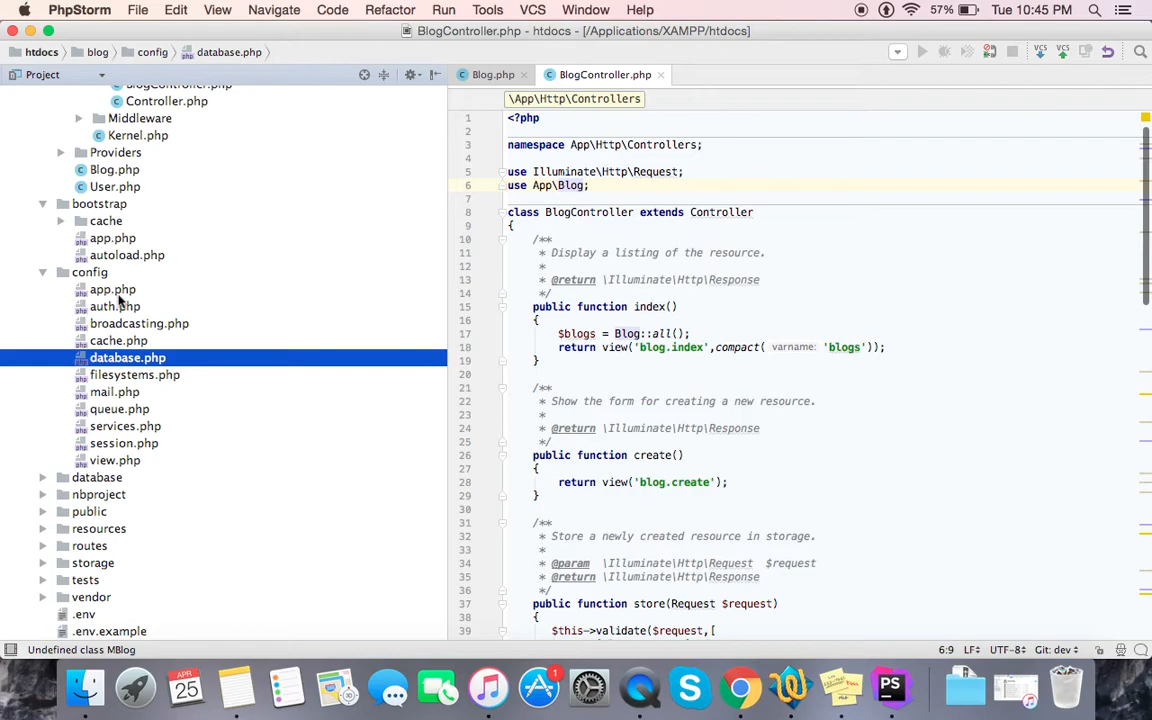 PhpStorm File Edit View Navigate Code Refactor Run Tools VCS Window Help 57% Tue 10:45 PM
BlogController.php - htdocs - [/Applications/XAMPP/htdocs]
htdocs blog config database.php VCS VCS
Project Blog.php BlogController.php
\App\Http\Controllers
BlogController.php
Controller.php
Middleware
Kernel.php
Providers
Blog.php
User.php
bootstrap
cache
app.php
autoload.php
config
app.php
auth.php
broadcasting.php
cache.php
database.php
filesystems.php
mail.php
queue.php
services.php
session.php
view.php
database
nbproject
public
resources
routes
storage
tests
vendor
.env
.env.example
1 <?php
2
3 namespace App\Http\Controllers;
4
5 use Illuminate\Http\Request;
6 use App\Blog;
7
8 class BlogController extends Controller
9 {
10 /**
11 * Display a listing of the resource.
12 *
13 * @return \Illuminate\Http\Response
14 */
15 public function index()
16 {
17 $blogs = Blog::all();
18 return view('blog.index',compact( varname: 'blogs'));
19 }
20
21 /**
22 * Show the form for creating a new resource.
23 *
24 * @return \Illuminate\Http\Response
25 */
26 public function create()
27 {
28 return view('blog.create');
29 }
30
31 /**
32 * Store a newly created resource in storage.
33 *
34 * @param \Illuminate\Http\Request $request
35 * @return \Illuminate\Http\Response
36 */
37 public function store(Request $request)
38 {
39 $this->validate($request,[
Undefined class MBlog 6:9 LF÷ UTF-8÷ Git: dev÷
APR
25
1
PS